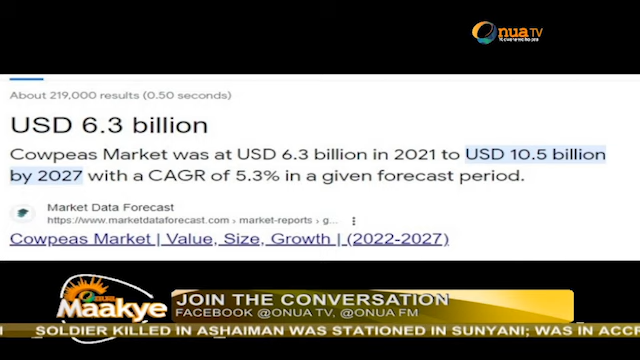 onua TV
About 219,000 results (0.50 seconds)
USD 6.3 billion
Cowpeas Market was at USD 6.3 billion in 2021 to USD 10.5 billion
by 2027 with a CAGR of 5.3% in a given forecast period.
Market Data Forecast
https://www.marketdataforecast.com › market-reports › g...
Cowpeas Market | Value, Size, Growth | (2022-2027)
Maakye
JOIN THE CONVERSATION
FACEBOOK @ONUA TV, @ONUA FM
SOLDIER KILLED IN ASHAIMAN WAS STATIONED IN SUNYANI; WAS IN ACCR